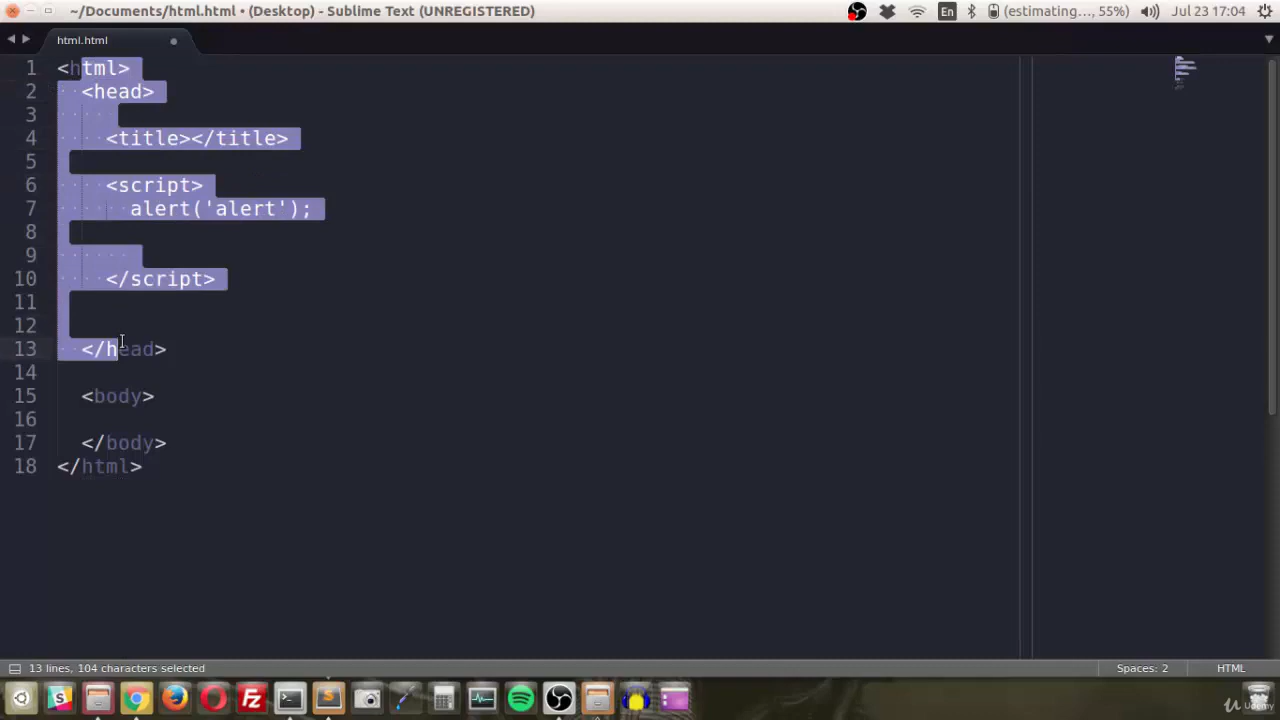 ~/Documents/html.html • (Desktop) - Sublime Text (UNREGISTERED)
En
(estimating..., 55%)
Jul 23 17:04
html.html
1 <html>
2 <head>
3
4 <title></title>
5
6 <script>
7 alert('alert');
8
9
10 </script>
11
12
13 </head>
14
15 <body>
16
17 </body>
18 </html>
13 lines, 104 characters selected
Spaces: 2
HTML
Udemy